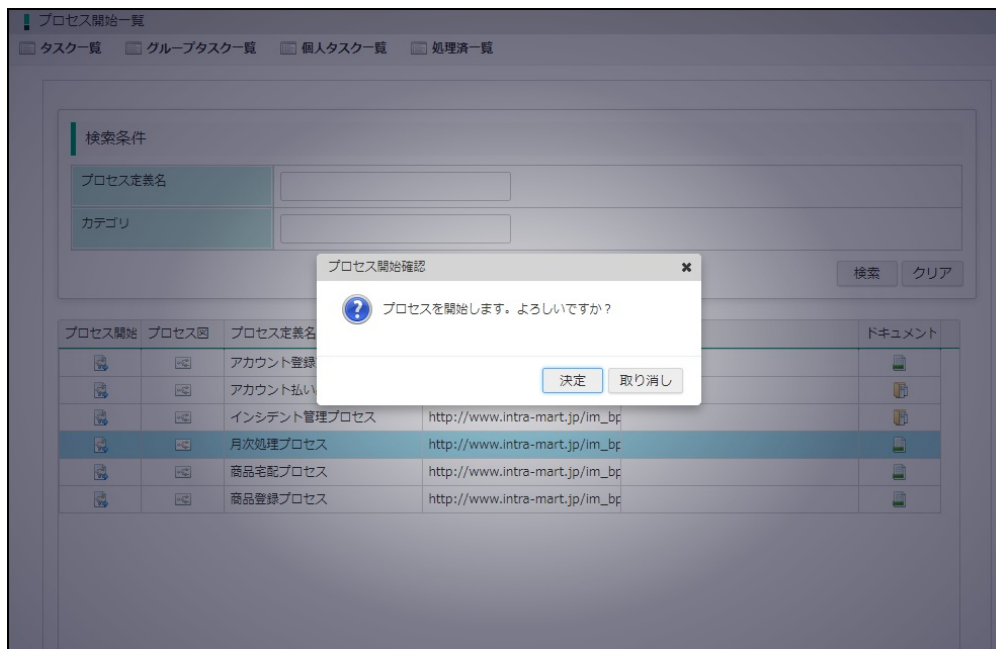 プロセス開始一覧
タスク一覧 グループタスク一覧 個人タスク一覧 処理済一覧
検索条件
プロセス定義名
カテゴリ
プロセス開始確認
検索 クリア
プロセスを開始します。よろしいですか？
プロセス開始 プロセス図 プロセス定義名 ドキュメント
アカウント登録
決定 取り消し
アカウント払い
インシデント管理プロセス http://www.intra-mart.jp/im_bp
月次処理プロセス http://www.intra-mart.jp/im_bp
商品宅配プロセス http://www.intra-mart.jp/im_bp
商品登録プロセス http://www.intra-mart.jp/im_bp